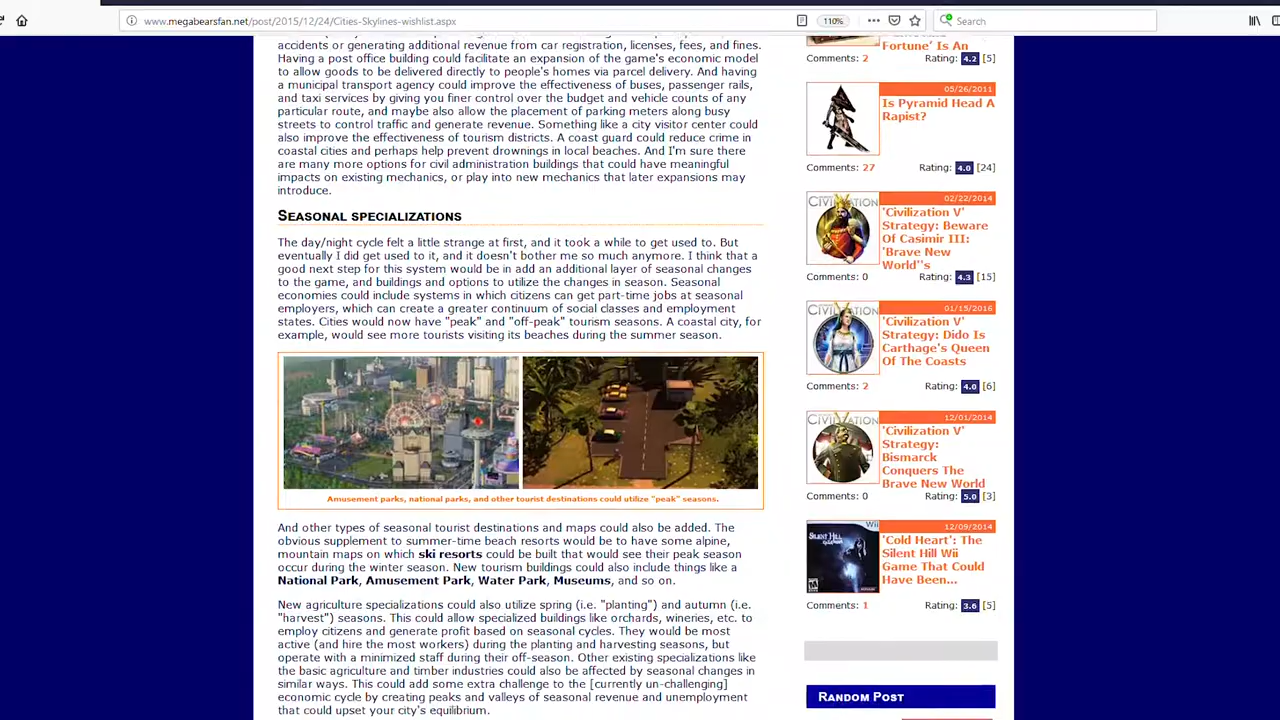 www.megabearsfan.net/post/2015/12/24/Cities-Skylines-wishlist.aspx
110%
Search
accidents or generating additional revenue from car registration, licenses, fees, and fines.
Having a post office building could facilitate an expansion of the game's economic model
to allow goods to be delivered directly to people's homes via parcel delivery. And having
a municipal transport agency could improve the effectiveness of buses, passenger rails,
and taxi services by giving you finer control over the budget and vehicle counts of any
particular route, and maybe also allow the placement of parking meters along busy
streets to control traffic and generate revenue. Something like a city visitor center could
also improve the effectiveness of tourism districts. A coast guard could reduce crime in
coastal cities and perhaps help prevent drownings in local beaches. And I'm sure there
are many more options for civil administration buildings that could have meaningful
impacts on existing mechanics, or play into new mechanics that later expansions may
introduce.
Seasonal specializations
The day/night cycle felt a little strange at first, and it took a while to get used to. But
eventually I did get used to it, and it doesn't bother me so much anymore. I think that a
good next step for this system would be in add an additional layer of seasonal changes
to the game, and buildings and options to utilize the changes in season. Seasonal
economies could include systems in which citizens can get part-time jobs at seasonal
employers, which can create a greater continuum of social classes and employment
states. Cities would now have "peak" and "off-peak" tourism seasons. A coastal city, for
example, would see more tourists visiting its beaches during the summer season.
Amusement parks, national parks, and other tourist destinations could utilize "peak" seasons.
And other types of seasonal tourist destinations and maps could also be added. The
obvious supplement to summer-time beach resorts would be to have some alpine,
mountain maps on which ski resorts could be built that would see their peak season
occur during the winter season. New tourism buildings could also include things like a
National Park, Amusement Park, Water Park, Museums, and so on.
New agriculture specializations could also utilize spring (i.e. "planting") and autumn (i.e.
"harvest") seasons. This could allow specialized buildings like orchards, wineries, etc. to
employ citizens and generate profit based on seasonal cycles. They would be most
active (and hire the most workers) during the planting and harvesting seasons, but
operate with a minimized staff during their off-season. Other existing specializations like
the basic agriculture and timber industries could also be affected by seasonal changes in
similar ways. This could add some extra challenge to the [currently un-challenging]
economic cycle by creating peaks and valleys of seasonal revenue and unemployment
that could upset your city's equilibrium.
Fortune' Is An
Comments: 2 Rating: 4.2 [5]
05/26/2011
Is Pyramid Head A
Rapist?
Comments: 27 Rating: 4.0 [24]
02/22/2014
CIVILIZATION
'Civilization V'
Strategy: Beware
Of Casimir III:
'Brave New
World''s
Comments: 0 Rating: 4.3 [15]
01/15/2016
CIVILIZATION
'Civilization V'
Strategy: Dido Is
Carthage's Queen
Of The Coasts
Comments: 2 Rating: 4.0 [6]
12/01/2014
CIVILIZATION
'Civilization V'
Strategy:
Bismarck
Conquers The
Brave New World
Comments: 0 Rating: 5.0 [3]
12/09/2014
Wii
SILENT HILL
'Cold Heart': The
Silent Hill Wii
Game That Could
Have Been...
Comments: 1 Rating: 3.6 [5]
Random Post